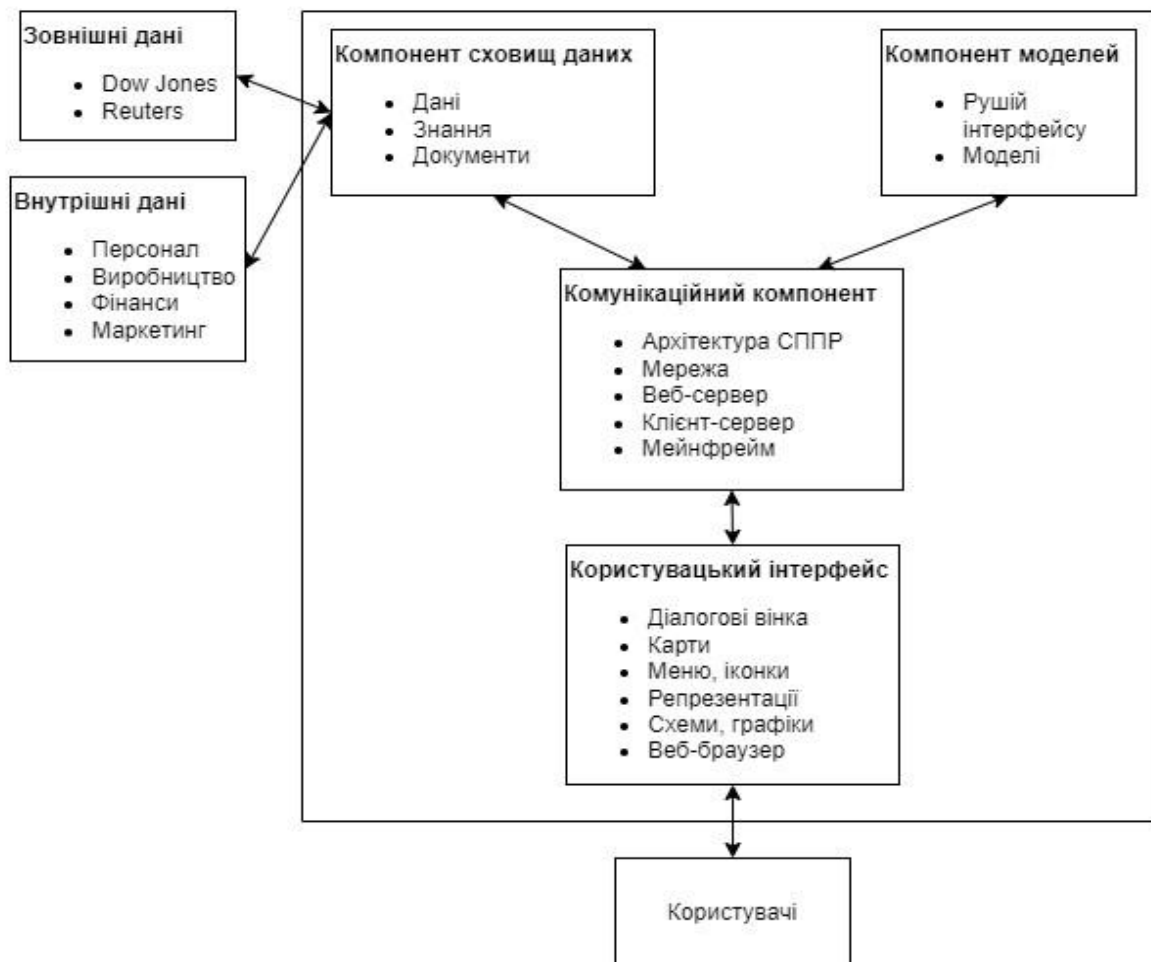 Зовнішні дані
Dow Jones
Reuters
Внутрішні дані
Персонал
Виробництво
Фінанси
Маркетинг
Компонент сховищ даних
Дані
Знання
Документи
Компонент моделей
Рушій
інтерфейсу
Моделі
Комунікаційний компонент
Архітектура СППР
Мережа
Веб-сервер
Клієнт-сервер
Мейнфрейм
Користувацький інтерфейс
Діалогові вінка
Карти
Меню, іконки
Репрезентації
Схеми, графіки
Веб-браузер
Користувачі